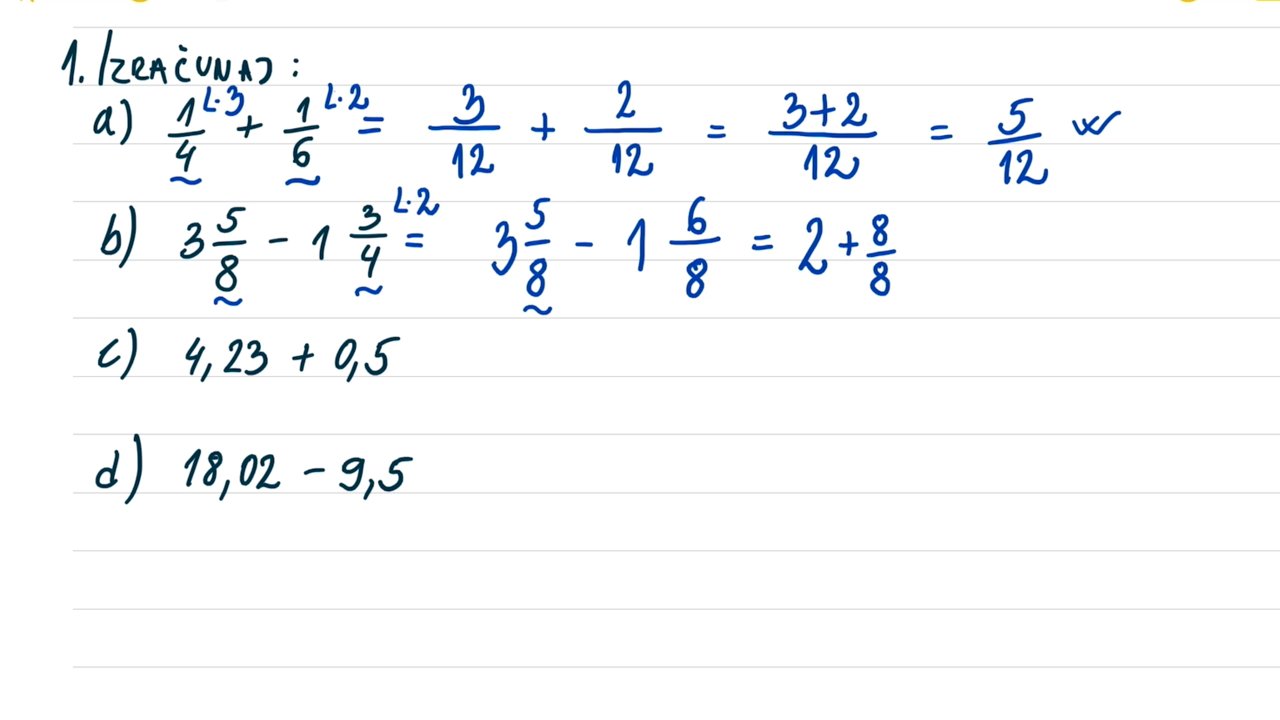 1. IZRAČUNAJ:
a) 1/4 L·3 + 1/6 L·2 = 3/12 + 2/12 = (3+2)/12 = 5/12 w
b) 3 5/8 - 1 3/4 L·2 = 3 5/8 - 1 6/8 = 2 + 8/8
c) 4,23 + 0,5
d) 18,02 - 9,5